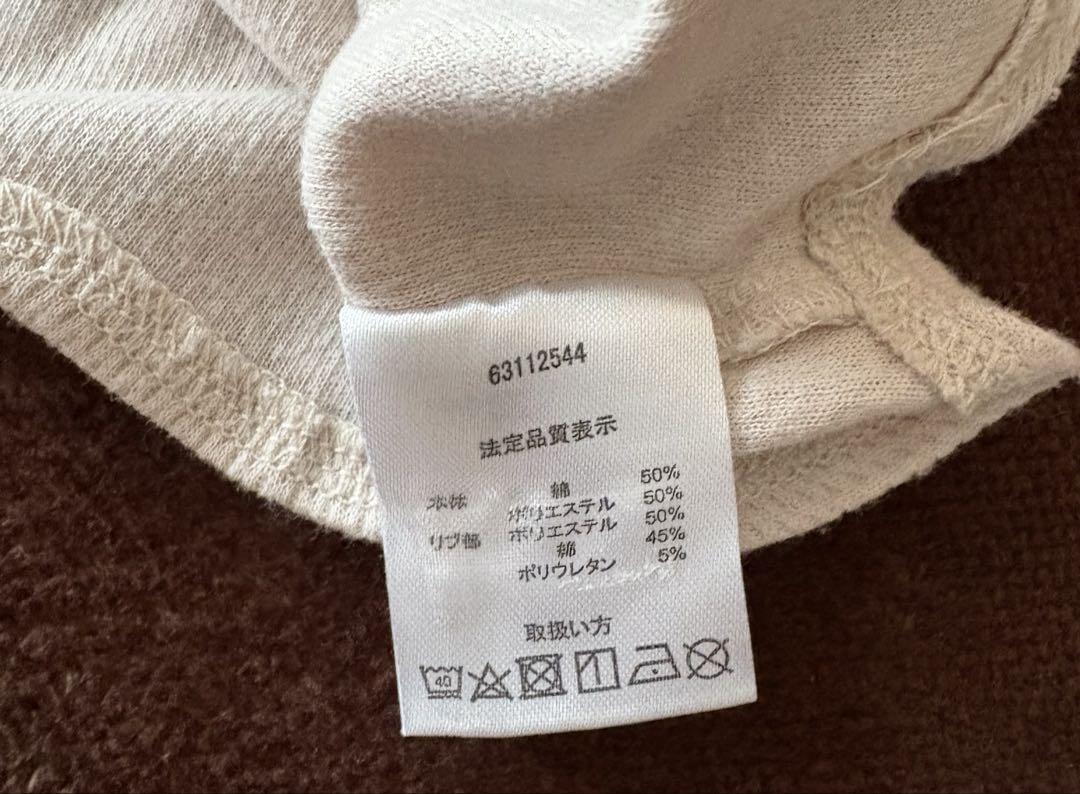 63112544
法定品質表示
本体 綿 50%
ポリエステル 50%
リブ部 ポリエステル 50%
綿 45%
ポリウレタン 5%
取扱い方
40